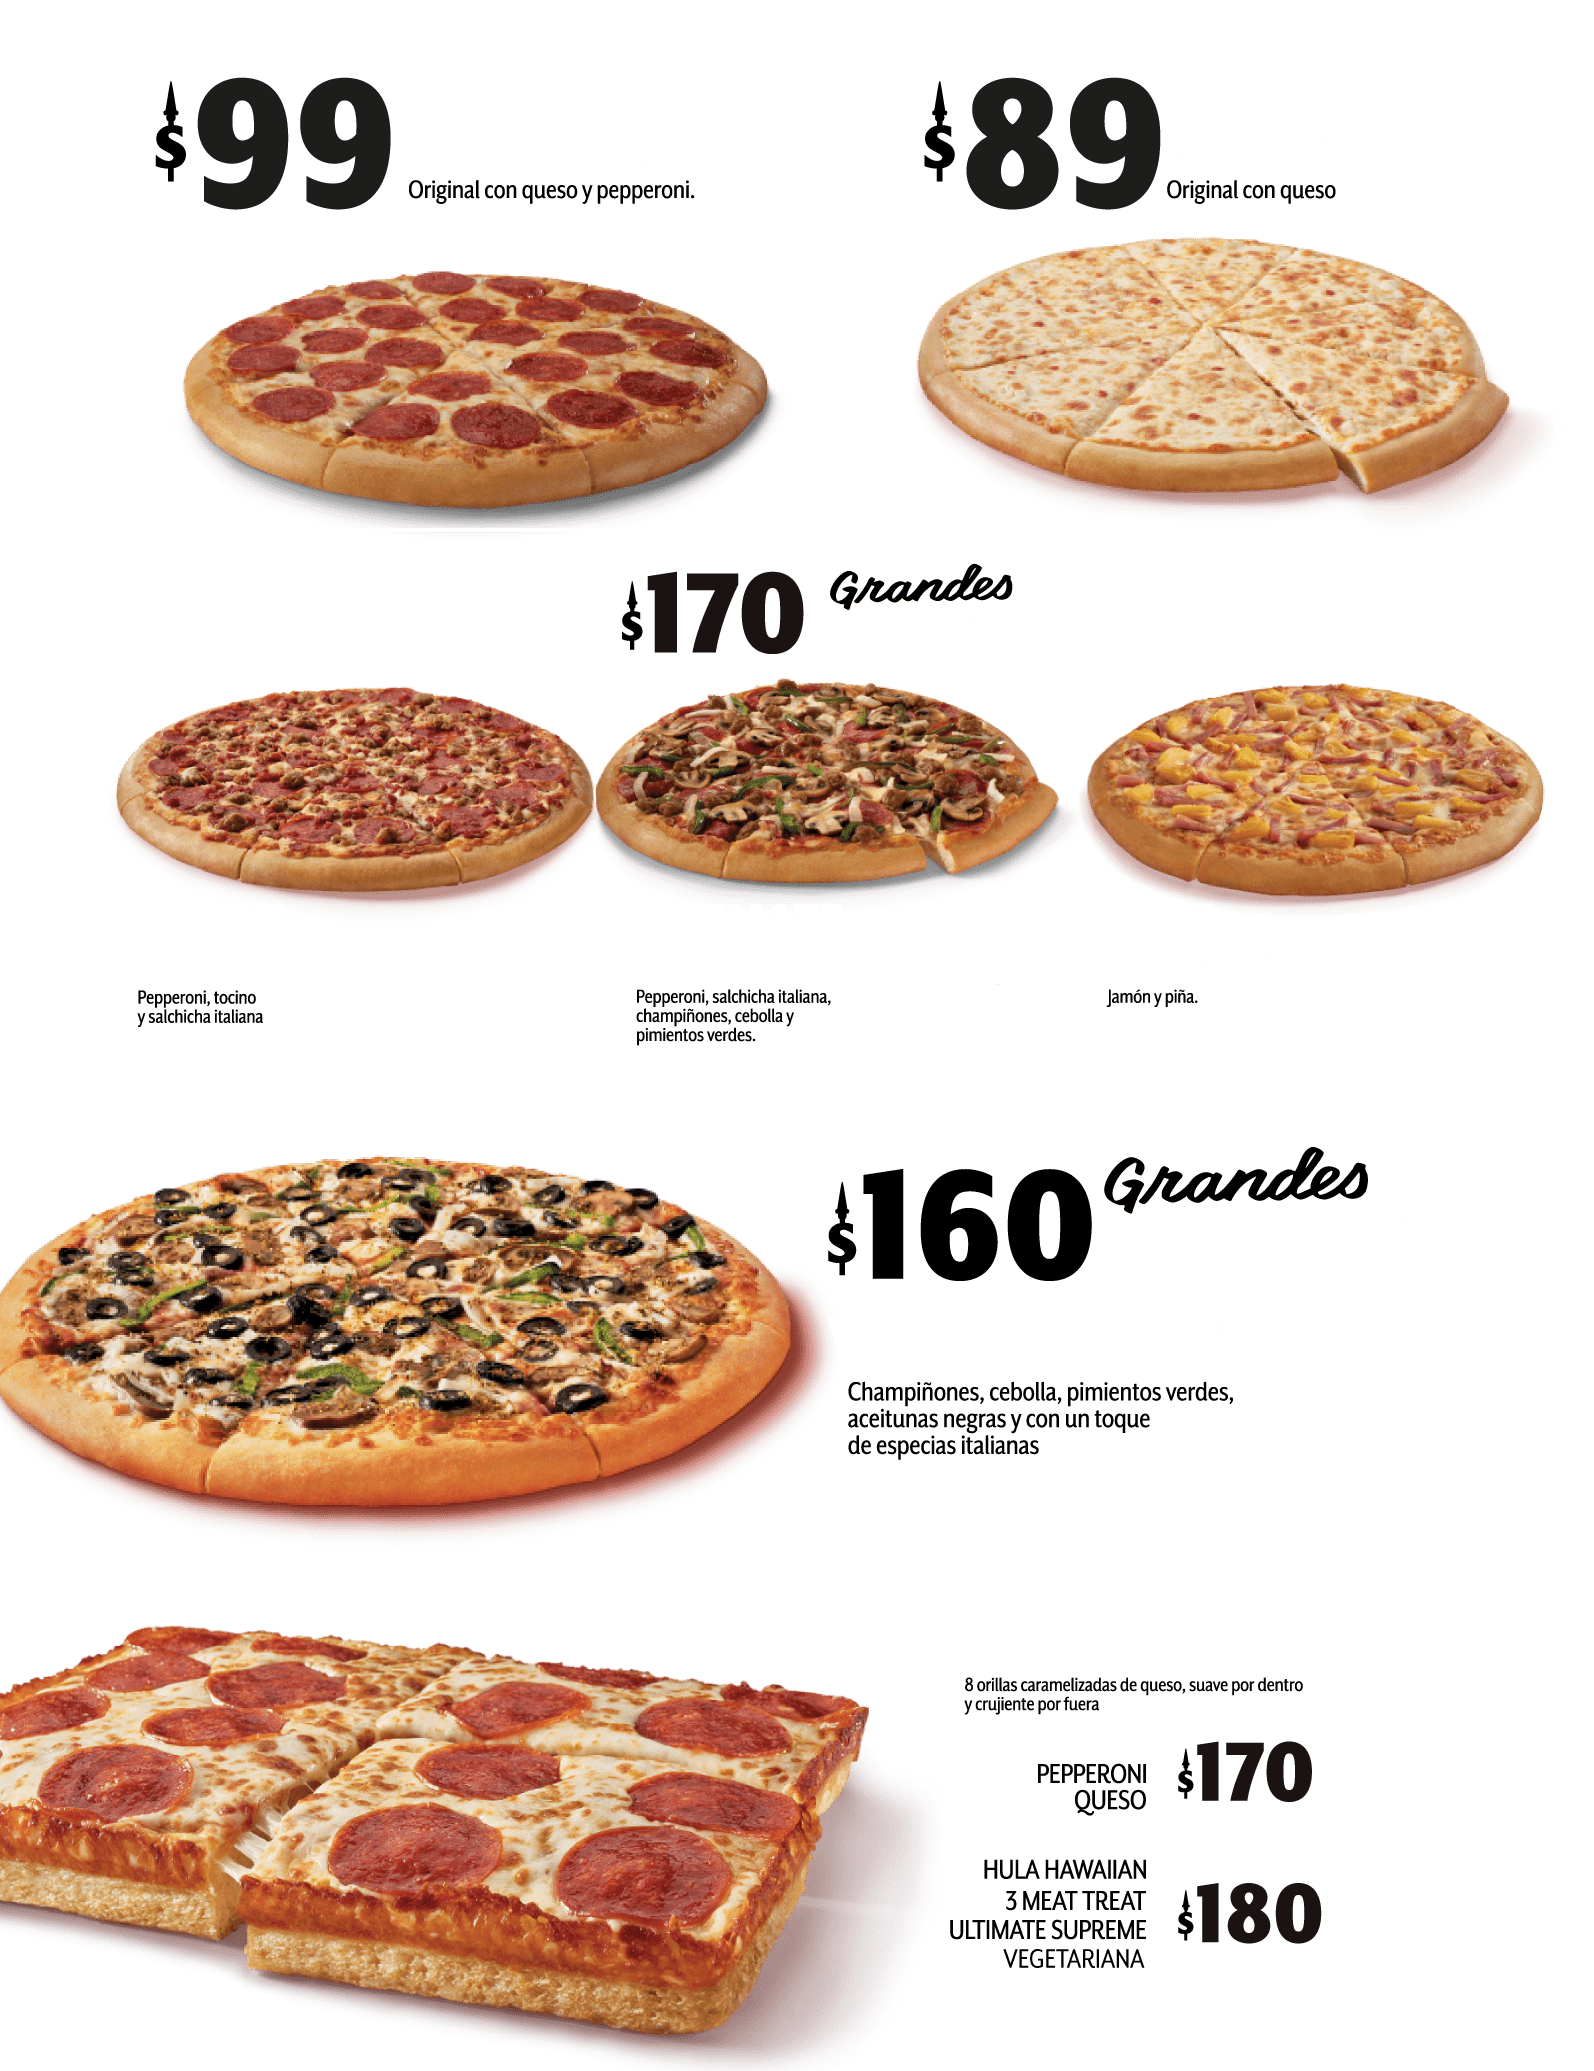 $99
Original con queso y pepperoni.
$89
Original con queso
$170 Grandes
Pepperoni, tocino
y salchicha italiana
Pepperoni, salchicha italiana,
champiñones, cebolla y
pimientos verdes.
Jamón y piña.
$160 Grandes
Champiñones, cebolla, pimientos verdes,
aceitunas negras y con un toque
de especias italianas
8 orillas caramelizadas de queso, suave por dentro
y crujiente por fuera
PEPPERONI
QUESO
$170
HULA HAWAIIAN
3 MEAT TREAT
ULTIMATE SUPREME
VEGETARIANA
$180